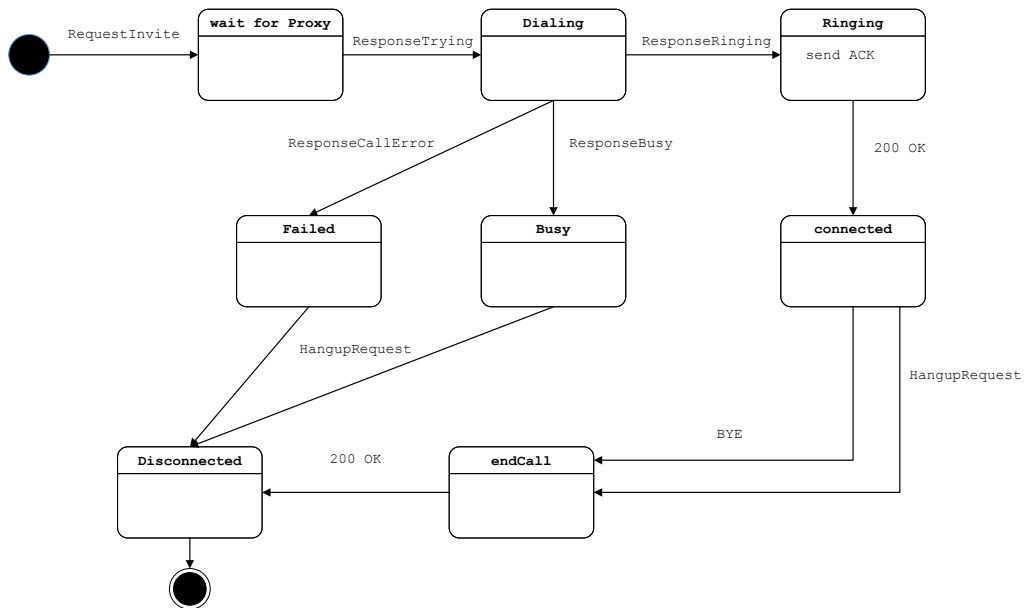 wait for Proxy
Dialing
Ringing
RequestInvite
ResponseTrying
ResponseRinging
send ACK
ResponseCallError
ResponseBusy
200 OK
Failed
Busy
connected
HangupRequest
HangupRequest
BYE
Disconnected
200 OK
endCall